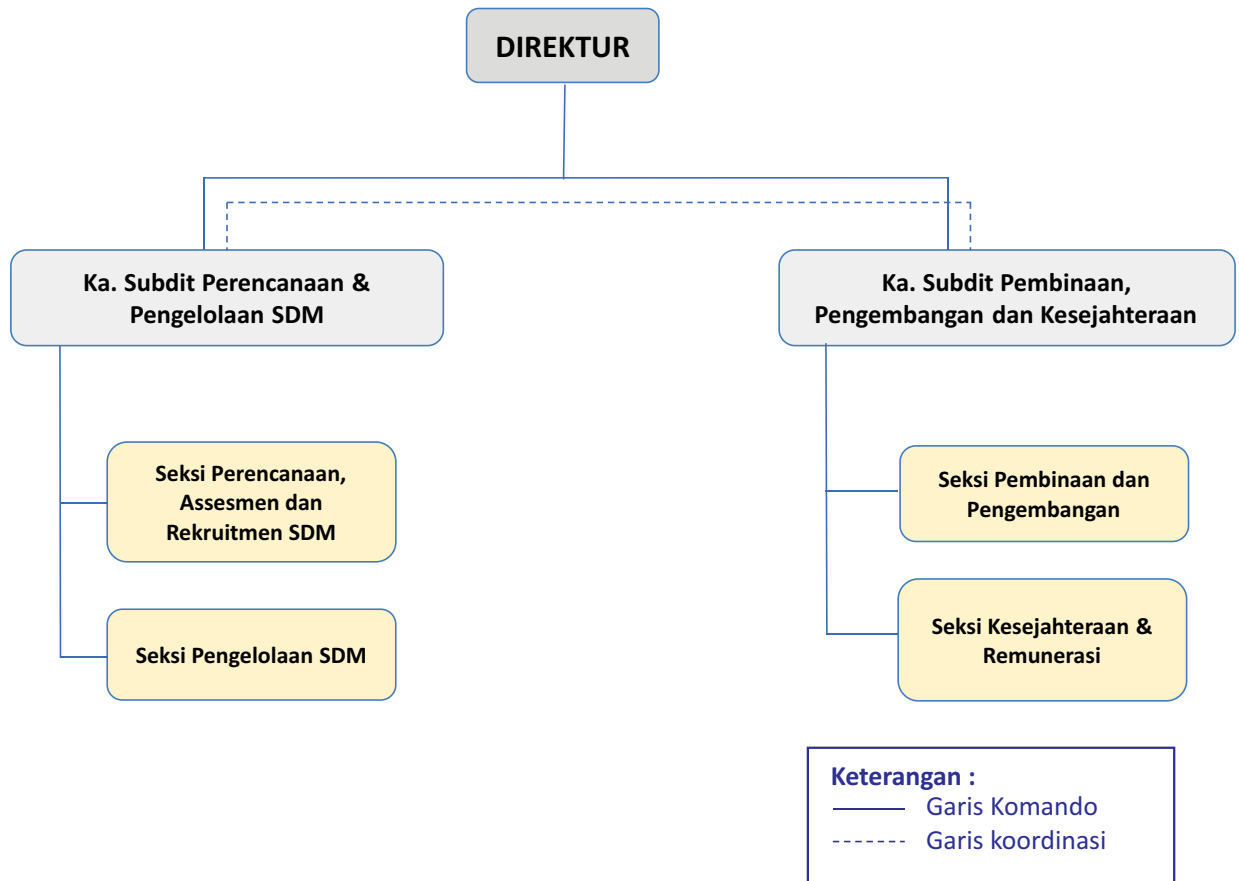 DIREKTUR
Ka. Subdit Perencanaan &
Pengelolaan SDM
Ka. Subdit Pembinaan,
Pengembangan dan Kesejahteraan
Seksi Perencanaan,
Assesmen dan
Rekruitmen SDM
Seksi Pembinaan dan
Pengembangan
Seksi Pengelolaan SDM
Seksi Kesejahteraan &
Remunerasi
Keterangan :
Garis Komando
Garis koordinasi